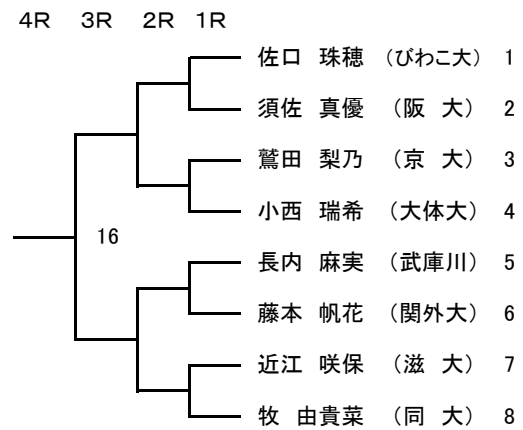 4R 3R 2R 1R
佐口 珠穂 (びわこ大) 1
須佐 真優 (阪 大) 2
鷲田 梨乃 (京 大) 3
小西 瑞希 (大体大) 4
16
長内 麻実 (武庫川) 5
藤本 帆花 (関外大) 6
近江 咲保 (滋 大) 7
牧 由貴菜 (同 大) 8